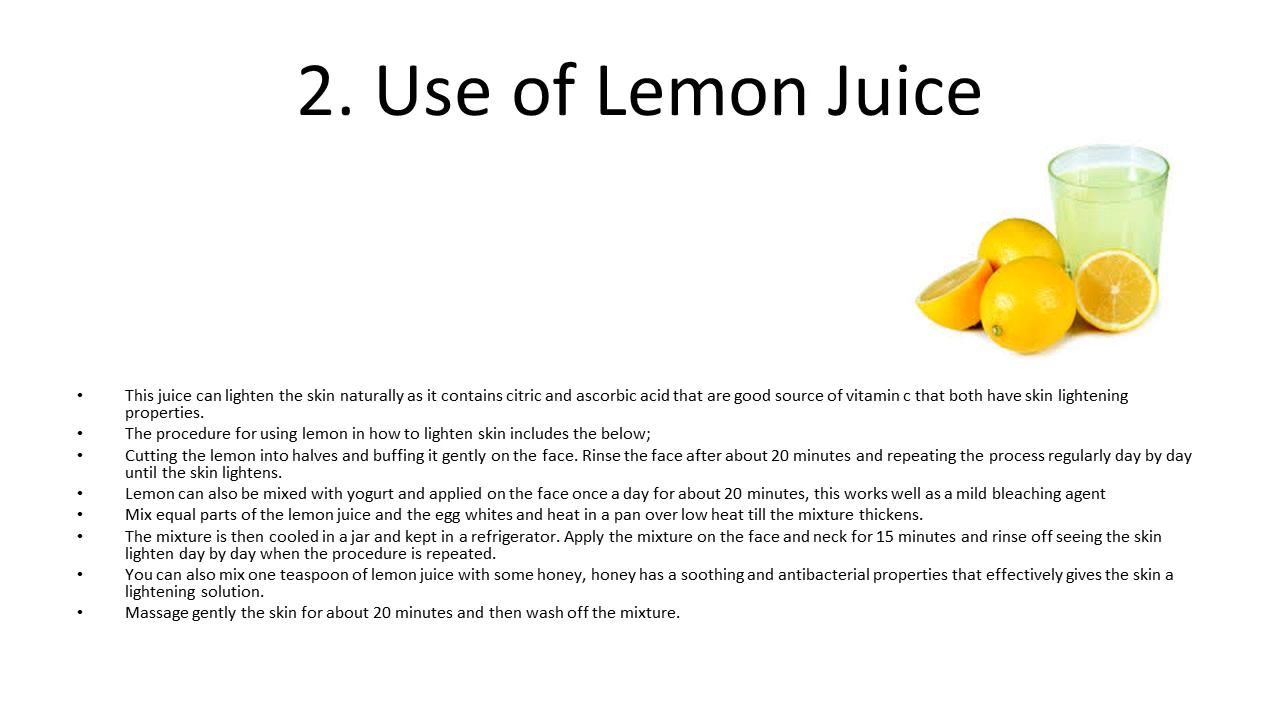 2. Use of Lemon Juice
• This juice can lighten the skin naturally as it contains citric and ascorbic acid that are good source of vitamin c that both have skin lightening
properties.
• The procedure for using lemon in how to lighten skin includes the below;
• Cutting the lemon into halves and buffing it gently on the face. Rinse the face after about 20 minutes and repeating the process regularly day by day
until the skin lightens.
• Lemon can also be mixed with yogurt and applied on the face once a day for about 20 minutes, this works well as a mild bleaching agent
• Mix equal parts of the lemon juice and the egg whites and heat in a pan over low heat till the mixture thickens.
• The mixture is then cooled in a jar and kept in a refrigerator. Apply the mixture on the face and neck for 15 minutes and rinse off seeing the skin
lighten day by day when the procedure is repeated.
• You can also mix one teaspoon of lemon juice with some honey, honey has a soothing and antibacterial properties that effectively gives the skin a
lightening solution.
• Massage gently the skin for about 20 minutes and then wash off the mixture.